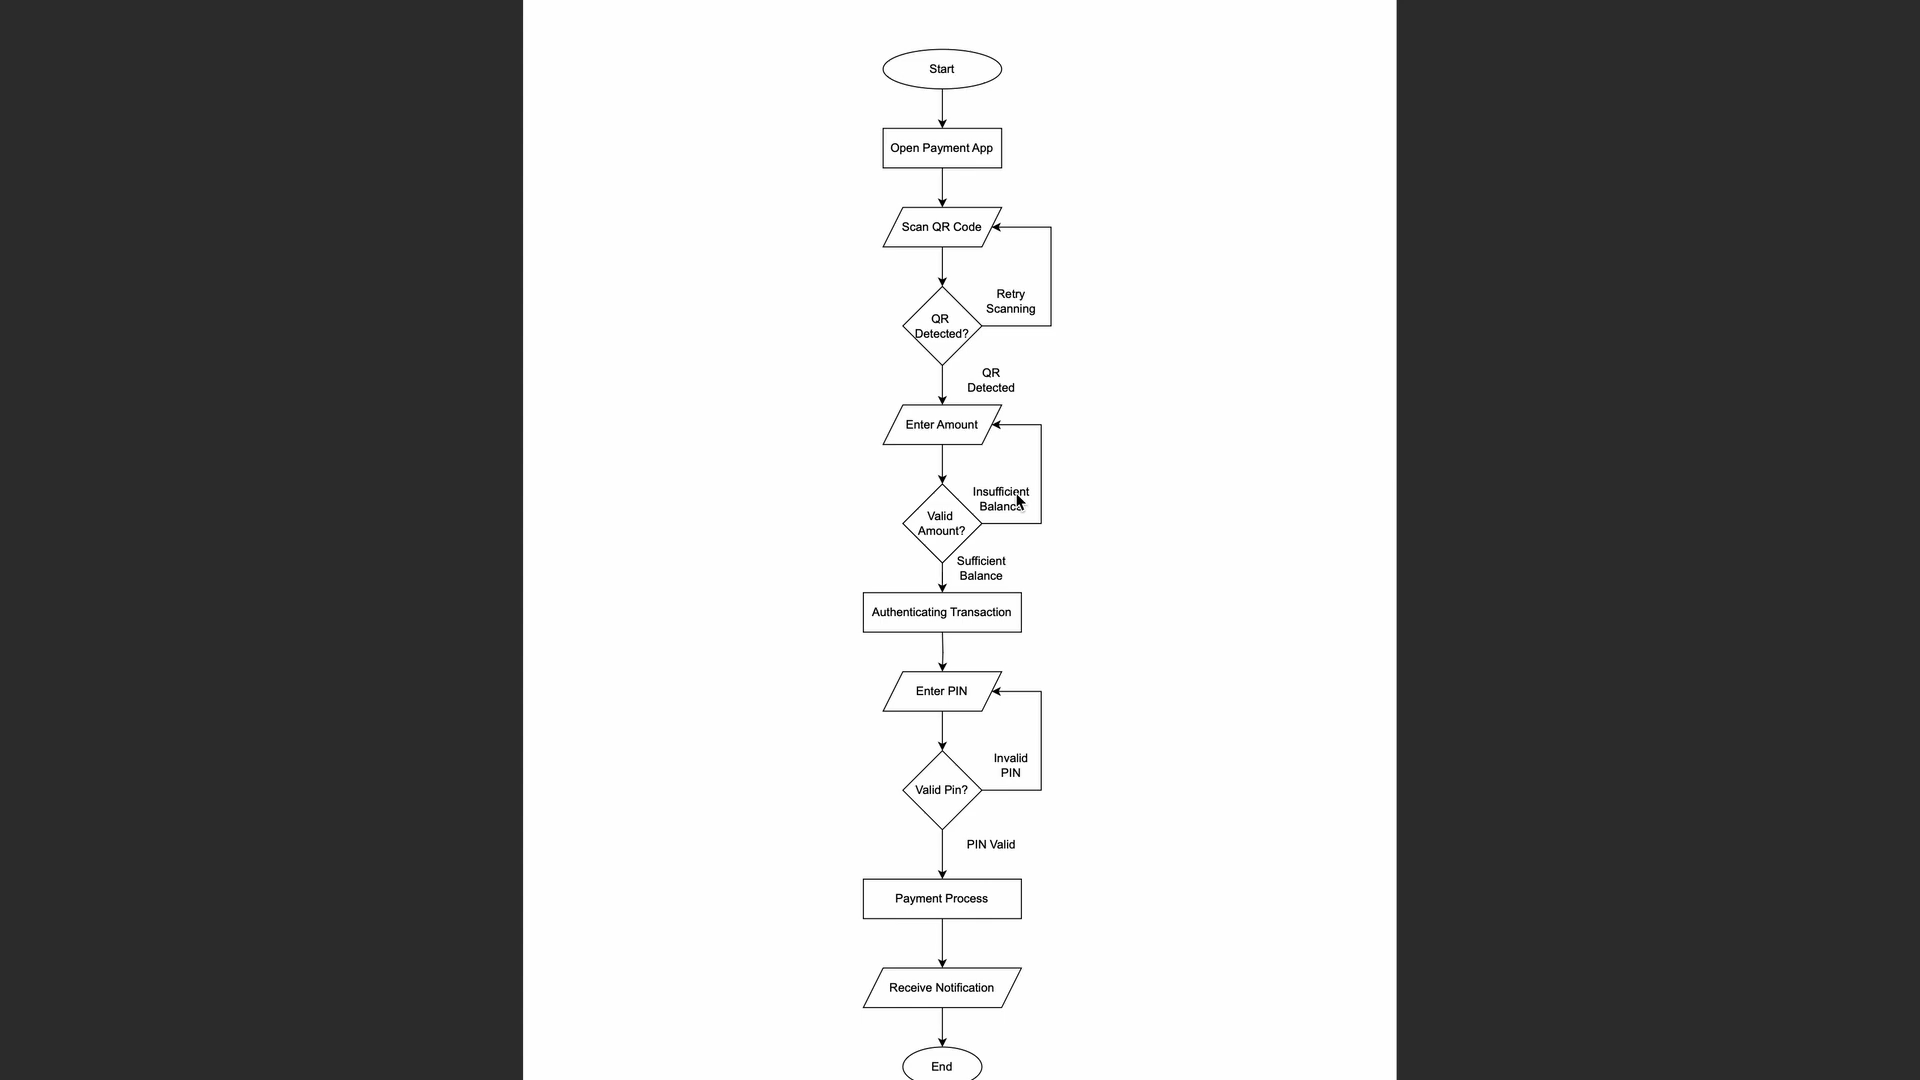 Start
Open Payment App
Scan QR Code
Retry
Scanning
QR
Detected?
QR
Detected
Enter Amount
Insufficient
Balance
Valid
Amount?
Sufficient
Balance
Authenticating Transaction
Enter PIN
Invalid
PIN
Valid Pin?
PIN Valid
Payment Process
Receive Notification
End